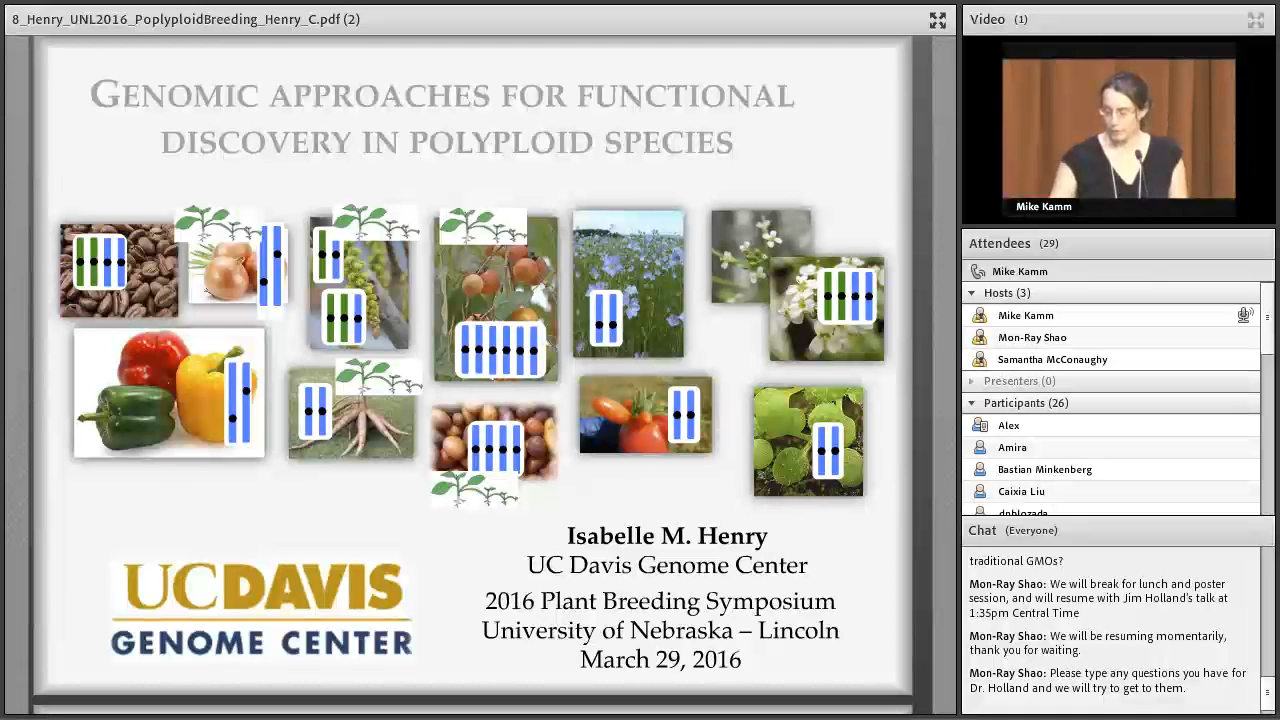 8_Henry_UNL2016_PoplyploidBreeding_Henry_C.pdf (2)
GENOMIC APPROACHES FOR FUNCTIONAL
DISCOVERY IN POLYPLOID SPECIES
Isabelle M. Henry
UC Davis Genome Center
2016 Plant Breeding Symposium
University of Nebraska – Lincoln
March 29, 2016
UCDAVIS
GENOME CENTER
Video (1)
Mike Kamm
Attendees (29)
Mike Kamm
Hosts (3)
Mike Kamm
Mon-Ray Shao
Samantha McConaughy
Presenters (0)
Participants (26)
Alex
Amira
Bastian Minkenberg
Caixia Liu
dnblozada
Chat (Everyone)
traditional GMOs?
Mon-Ray Shao: We will break for lunch and poster
session, and will resume with Jim Holland's talk at
1:35pm Central Time
Mon-Ray Shao: We will be resuming momentarily,
thank you for waiting.
Mon-Ray Shao: Please type any questions you have for
Dr. Holland and we will try to get to them.